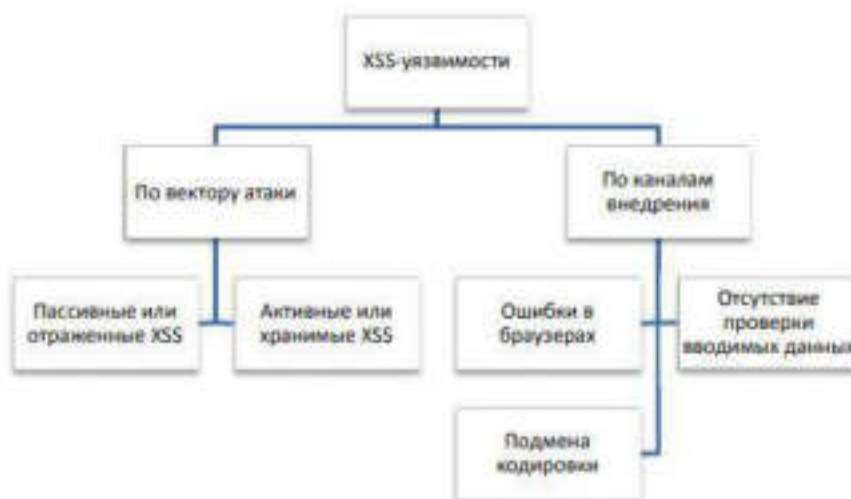 XSS-уязвимости
По вектору атаки
По каналам
внедрения
Пассивные или
отраженные XSS
Активные или
хранимые XSS
Ошибки в
браузерах
Отсутствие
проверки
вводимых данных
Подмена
кодировки